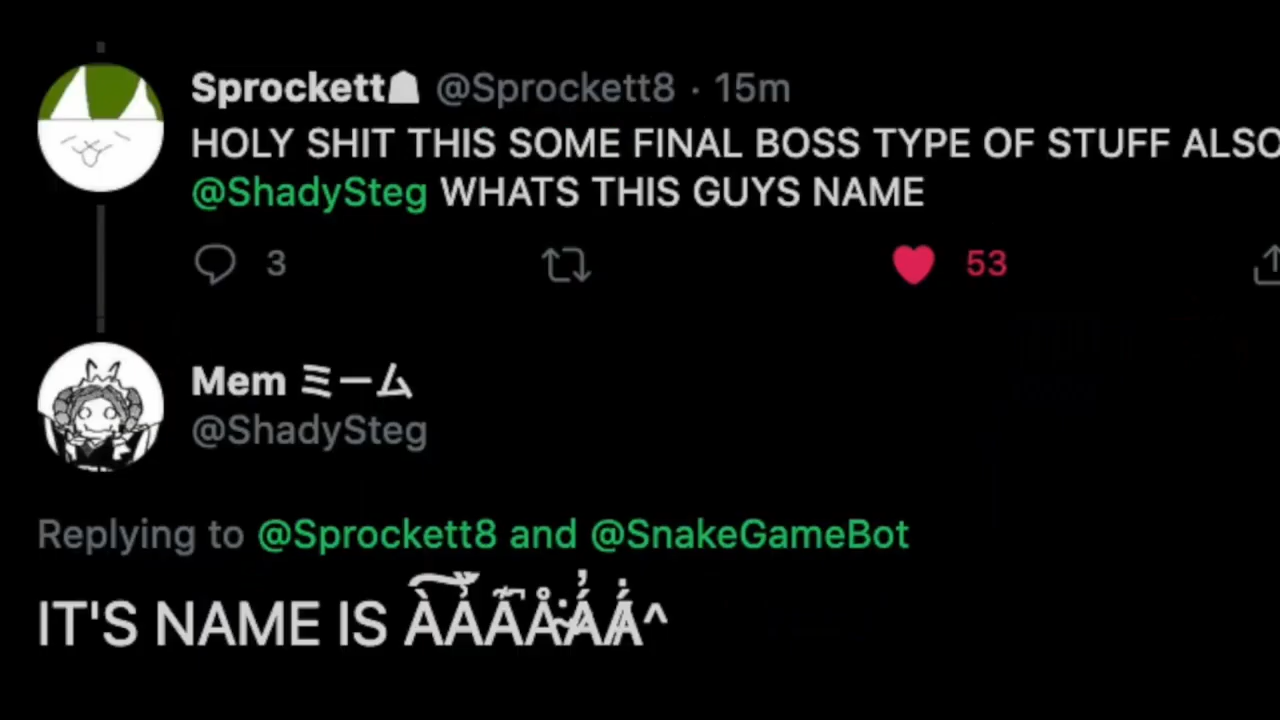 Sprockett @Sprockett8 · 15m
HOLY SHIT THIS SOME FINAL BOSS TYPE OF STUFF ALSO
@ShadySteg WHATS THIS GUYS NAME
3 53
Mem ミーム
@ShadySteg
Replying to @Sprockett8 and @SnakeGameBot
IT'S NAME IS